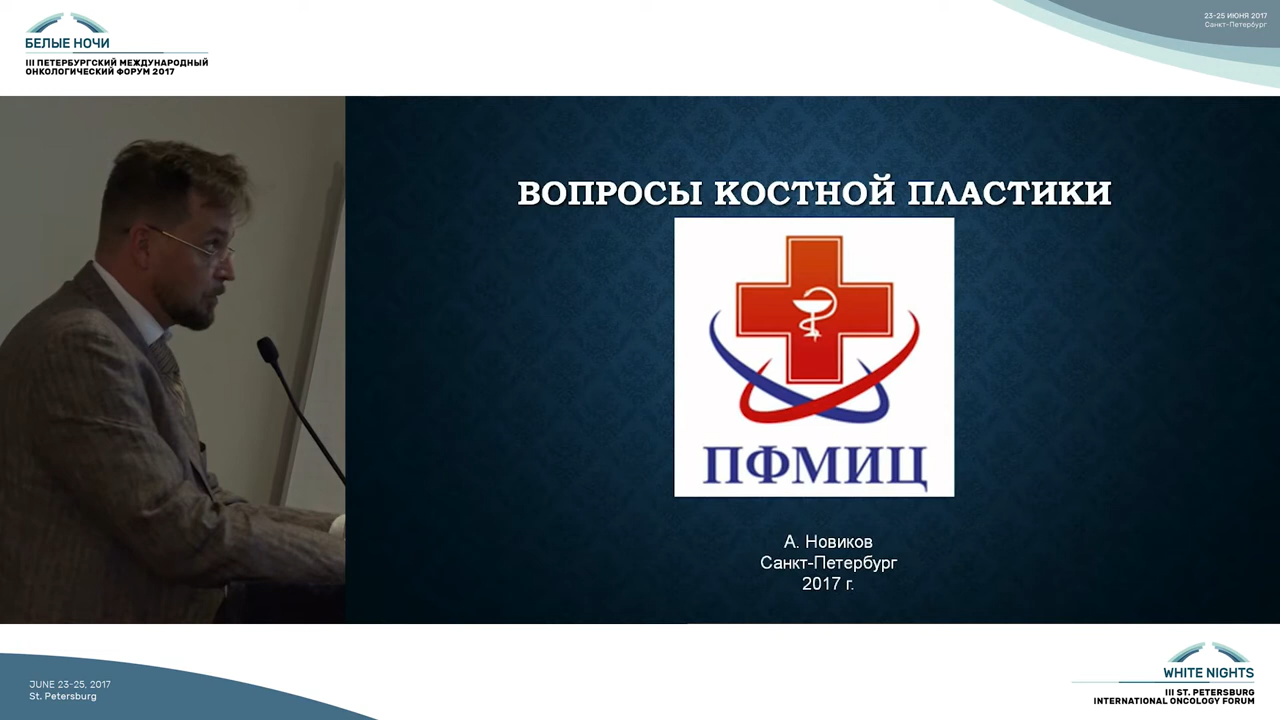 БЕЛЫЕ НОЧИ
III ПЕТЕРБУРГСКИЙ МЕЖДУНАРОДНЫЙ
ОНКОЛОГИЧЕСКИЙ ФОРУМ 2017
23-25 ИЮНЯ 2017
Санкт-Петербург
ВОПРОСЫ КОСТНОЙ ПЛАСТИКИ
ПФМИЦ
А. Новиков
Санкт-Петербург
2017 г.
JUNE 23-25, 2017
St. Petersburg
WHITE NIGHTS
III ST. PETERSBURG
INTERNATIONAL ONCOLOGY FORUM